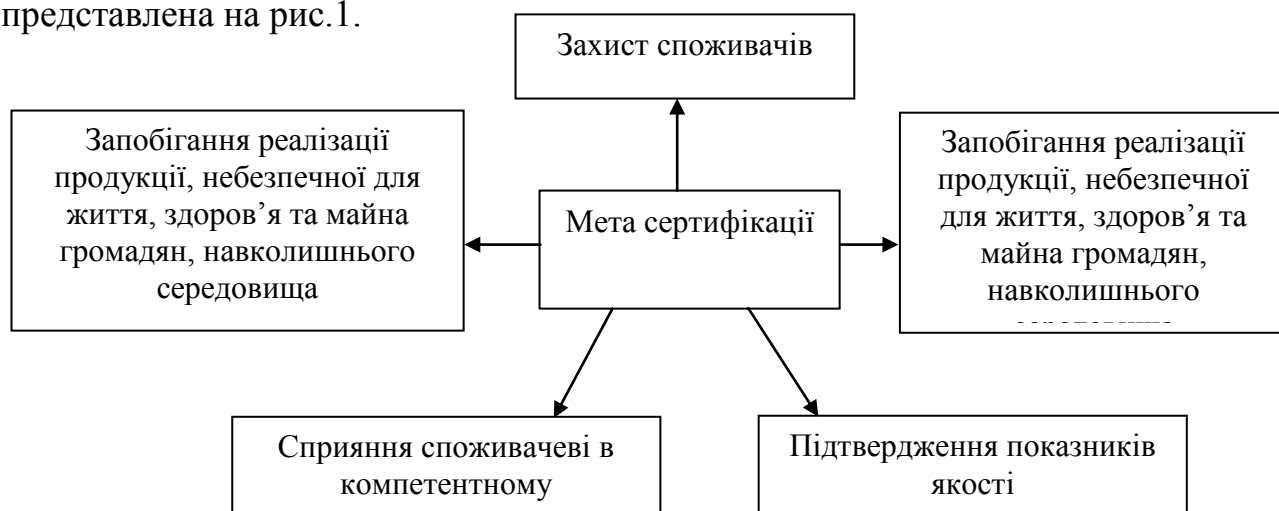 представлена на рис.1.
Захист споживачів
Запобігання реалізації
продукції, небезпечної для
життя, здоров’я та майна
громадян, навколишнього
середовища
Мета сертифікації
Запобігання реалізації
продукції, небезпечної
для життя, здоров’я та
майна громадян,
навколишнього
Сприяння споживачеві в
компетентному
Підтвердження показників
якості